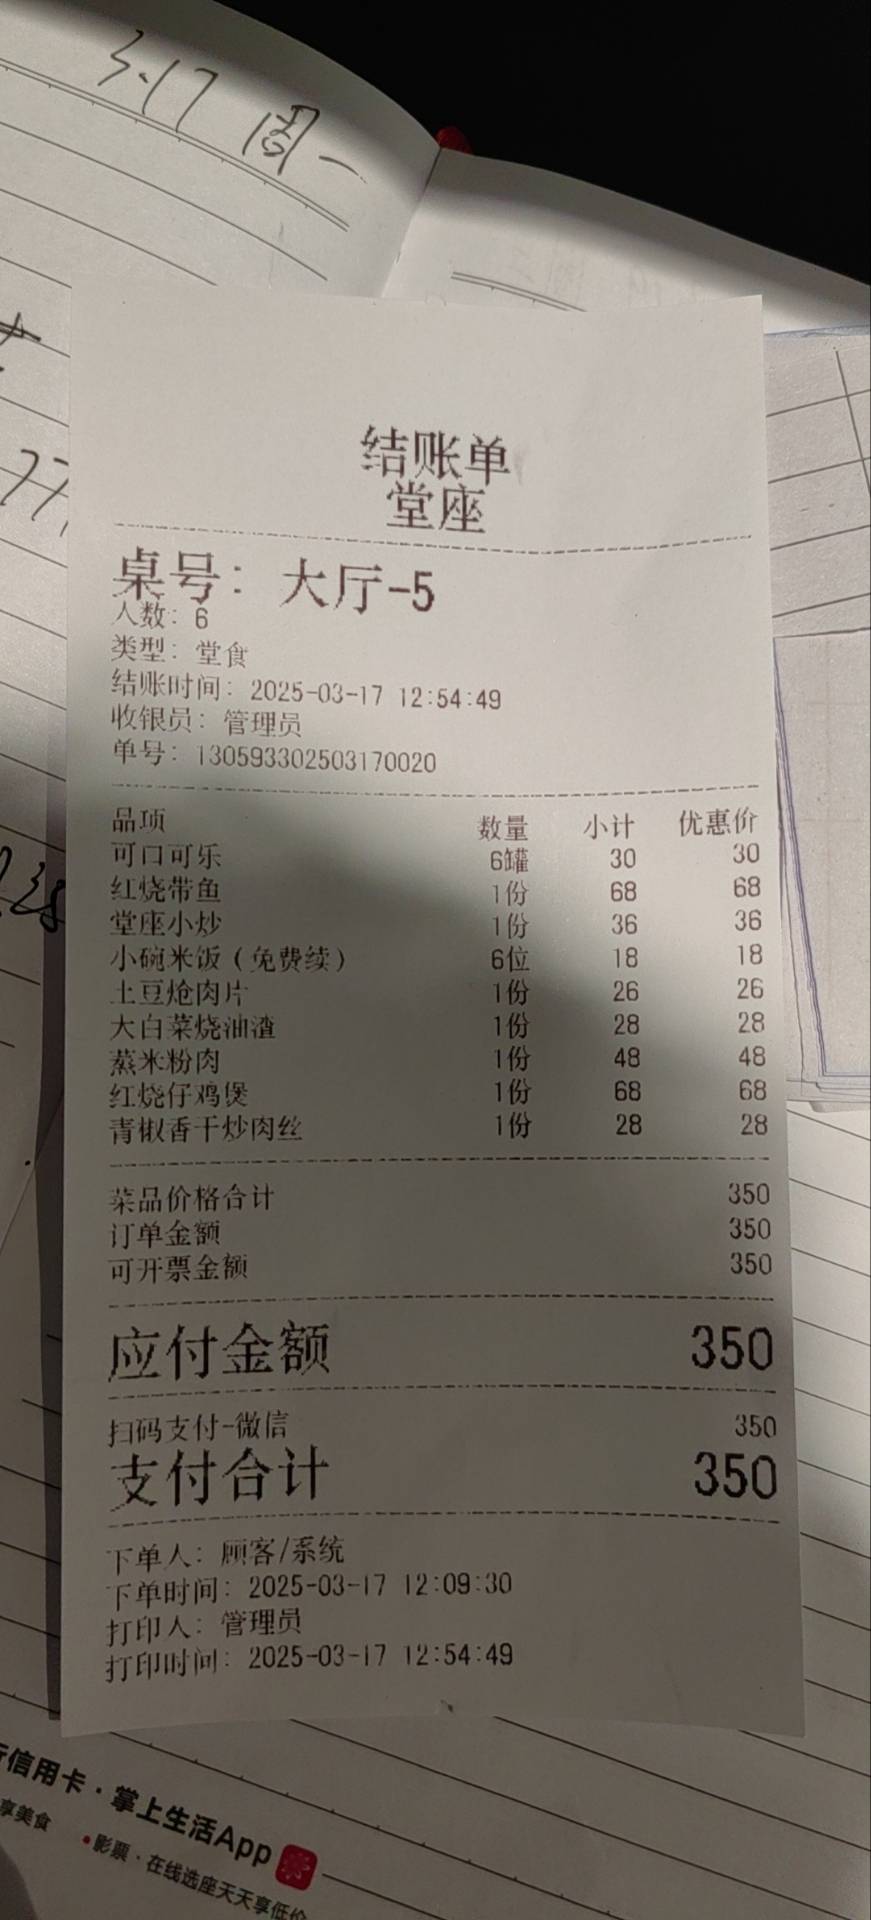 3.17 周一
结账单
堂座
桌号: 大厅-5
人数: 6
类型: 堂食
结账时间: 2025-03-17 12:54:49
收银员: 管理员
单号: 130593302503170020
品项 数量 小计 优惠价
可口可乐 6罐 30 30
红烧带鱼 1份 68 68
堂座小炒 1份 36 36
小碗米饭(免费续) 6位 18 18
土豆炝肉片 1份 26 26
大白菜烧油渣 1份 28 28
蒸米粉肉 1份 48 48
红烧仔鸡煲 1份 68 68
青椒香干炒肉丝 1份 28 28
菜品价格合计 350
订单金额 350
可开票金额 350
应付金额 350
扫码支付-微信 350
支付合计 350
下单人: 顾客/系统
下单时间: 2025-03-17 12:09:30
打印人: 管理员
打印时间: 2025-03-17 12:54:49
行信用卡·掌上生活App
享美食 •影票·在线选座天天享低价